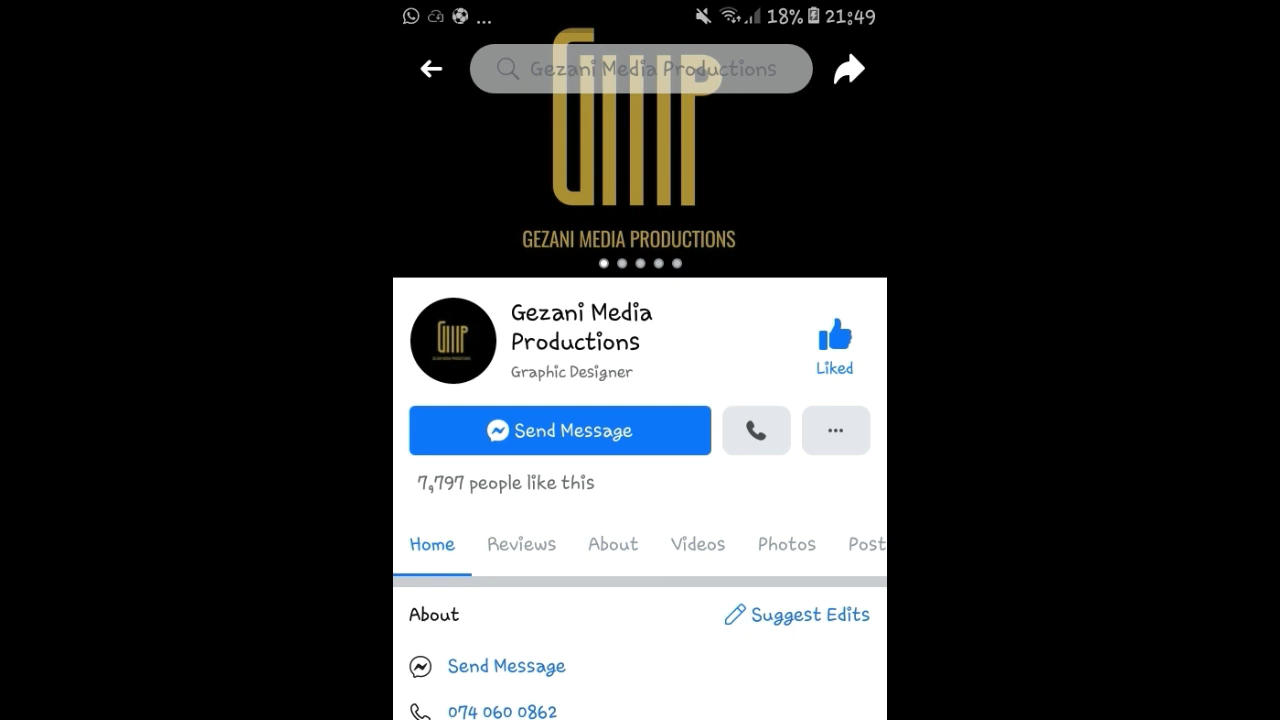 ... 18% 21:49
Gezani Media Productions
GMP
GEZANI MEDIA PRODUCTIONS
GMP
Gezani Media
Productions
Graphic Designer
Liked
Send Message
7,797 people like this
Home Reviews About Videos Photos Post
About Suggest Edits
Send Message
074 060 0862